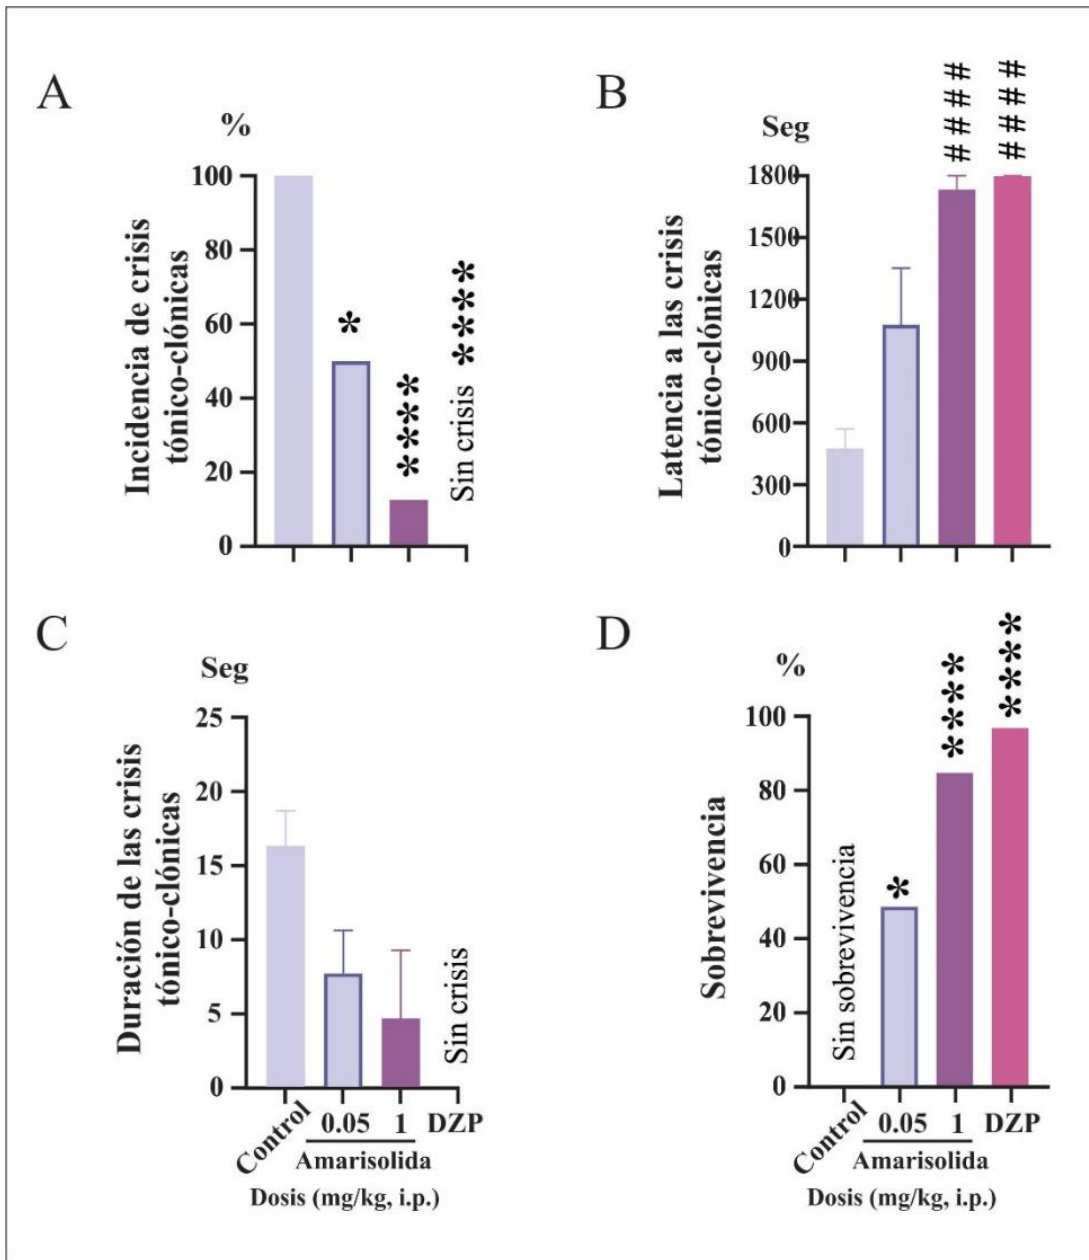 A
%
Incidencia de crisis
tónico-clónicas
100
80
60
40
20
0
*
****
Sin crisis ****
B
Seg
Latencia a las crisis
tónico-clónicas
1800
1500
1200
900
600
300
0
####
####
C
Seg
Duración de las crisis
tónico-clónicas
25
20
15
10
5
0
Sin crisis
Control
0.05
1
DZP
Amarisolida
Dosis (mg/kg, i.p.)
D
%
Sobrevivencia
100
80
60
40
20
0
Sin sobrevivencia
*
****
****
Control
0.05
1
DZP
Amarisolida
Dosis (mg/kg, i.p.)